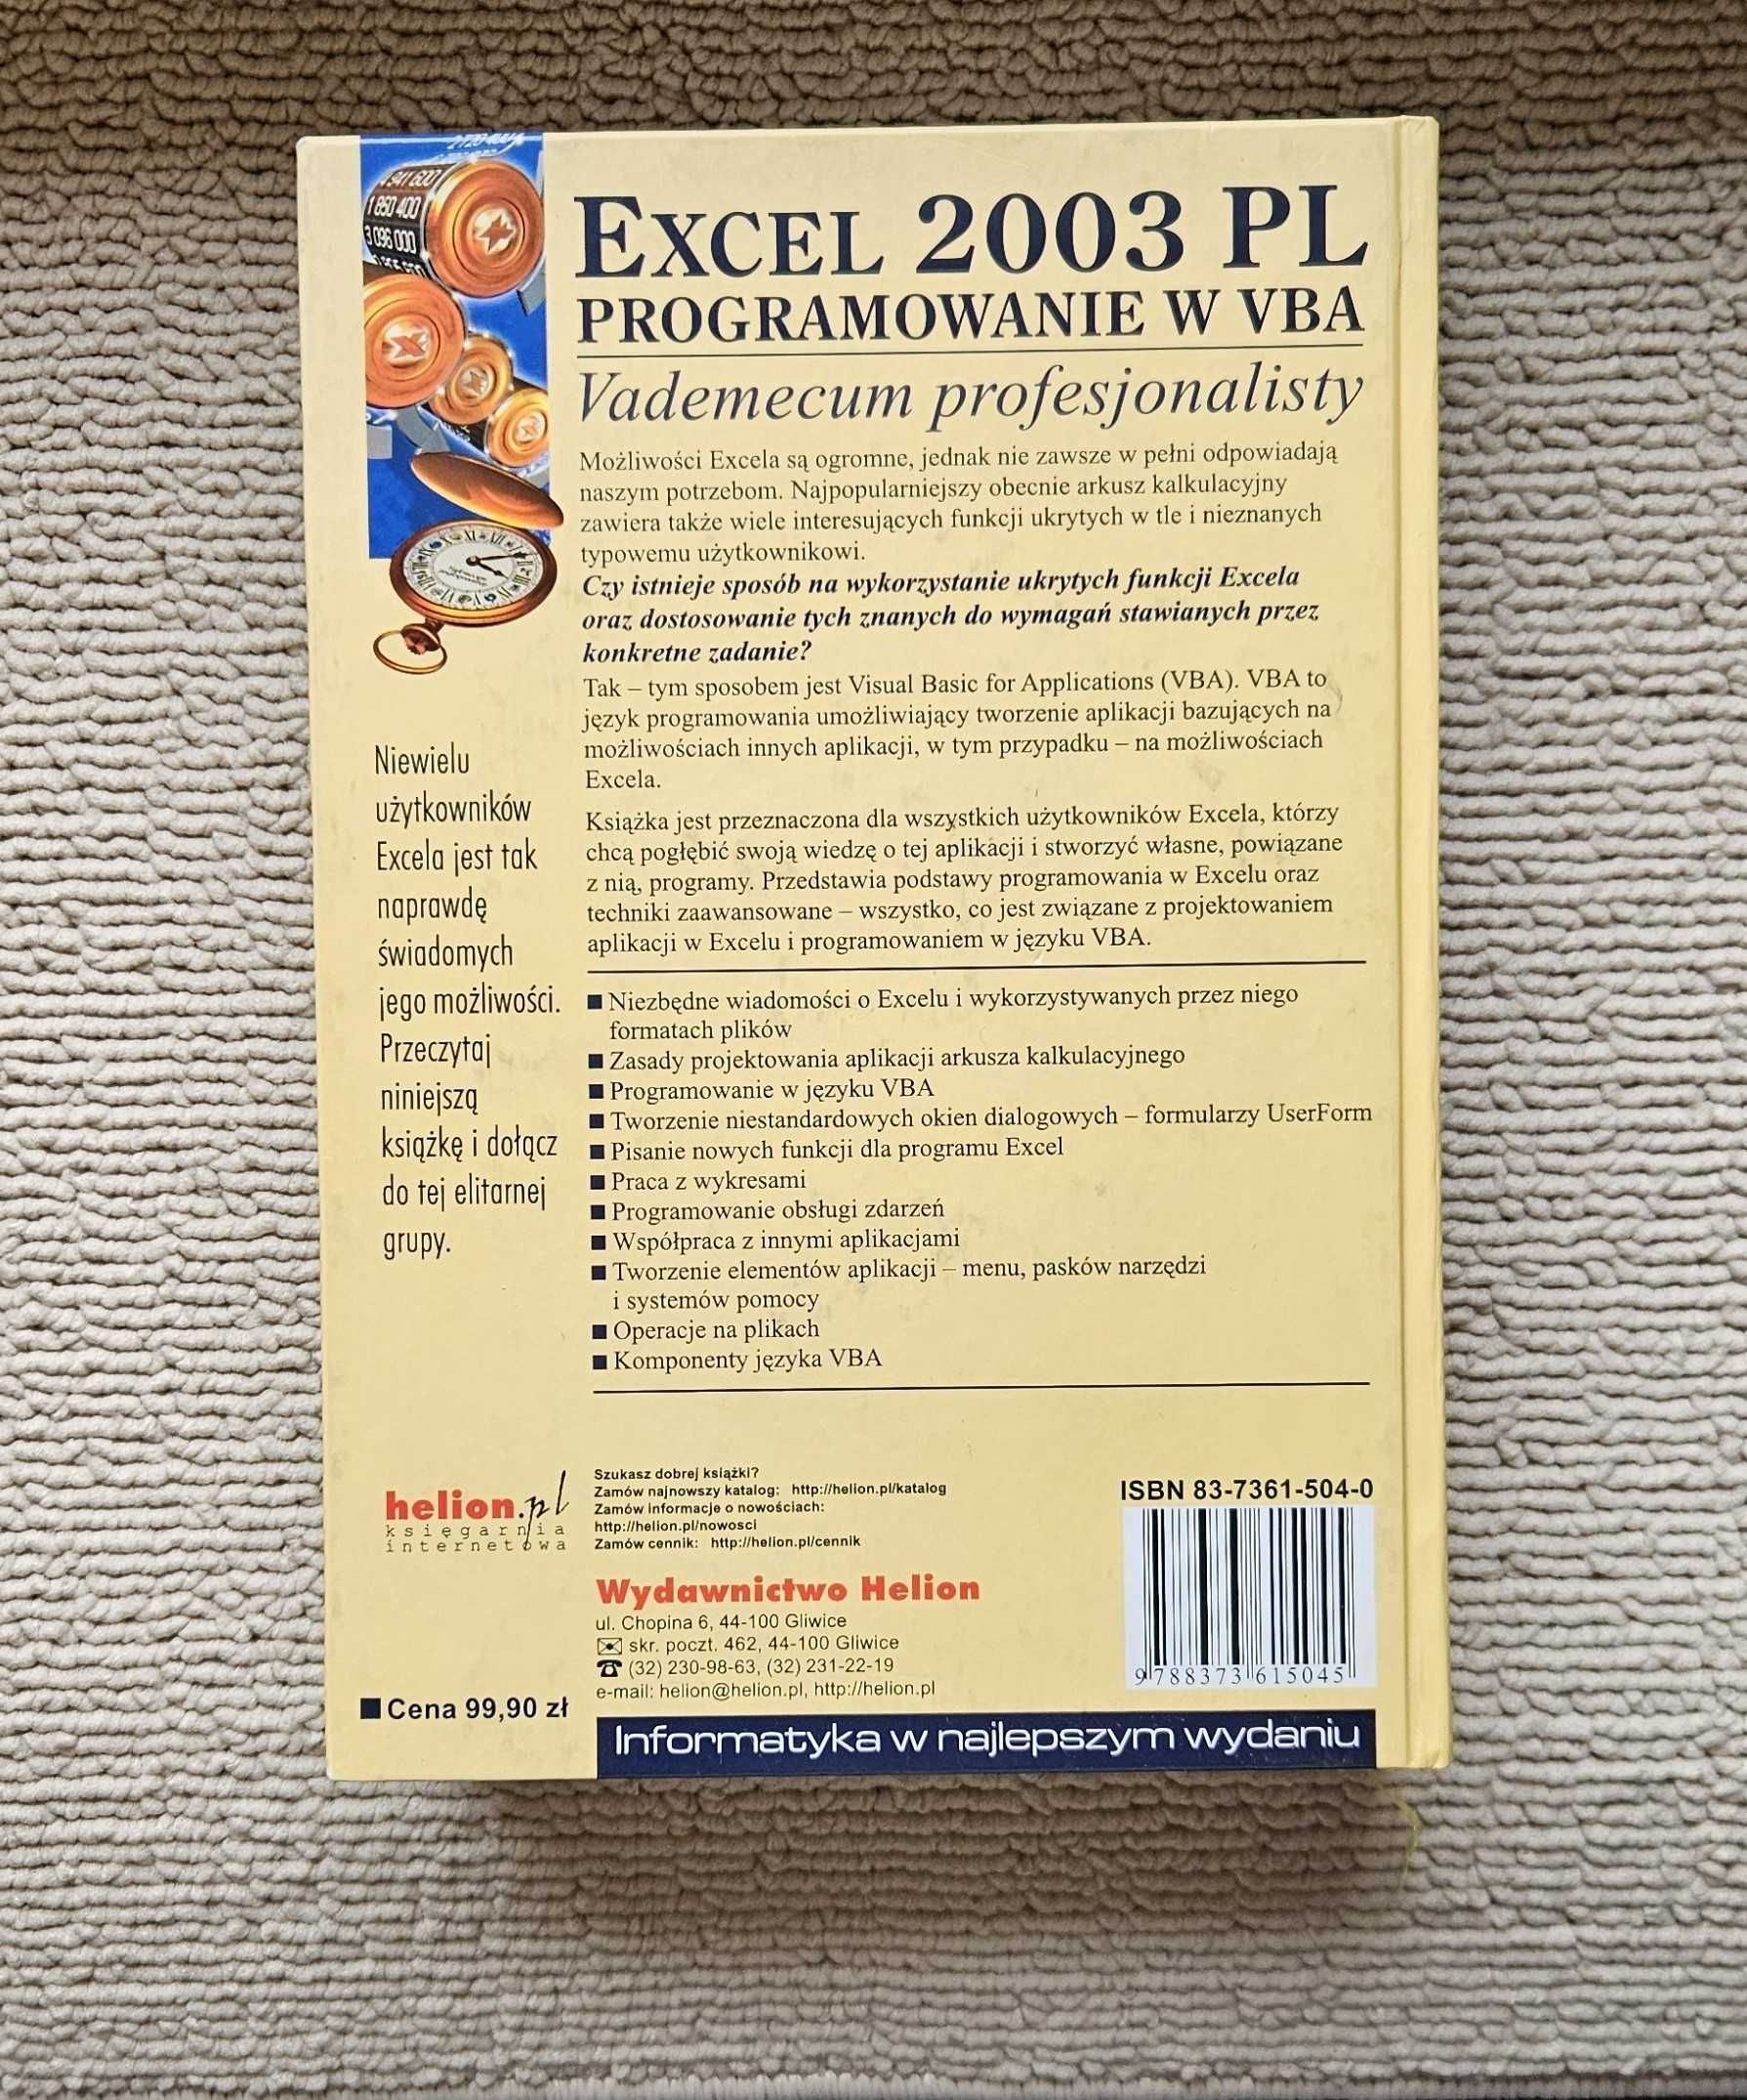 EXCEL 2003 PL
PROGRAMOWANIE W VBA
Vademecum profesjonalisty
Możliwości Excela są ogromne, jednak nie zawsze w pełni odpowiadają
naszym potrzebom. Najpopularniejszy obecnie arkusz kalkulacyjny
zawiera także wiele interesujących funkcji ukrytych w tle i nieznanych
typowemu użytkownikowi.
Czy istnieje sposób na wykorzystanie ukrytych funkcji Excela
oraz dostosowanie tych znanych do wymagań stawianych przez
konkretne zadanie?
Tak – tym sposobem jest Visual Basic for Applications (VBA). VBA to
język programowania umożliwiający tworzenie aplikacji bazujących na
możliwościach innych aplikacji, w tym przypadku – na możliwościach
Excela.
Książka jest przeznaczona dla wszystkich użytkowników Excela, którzy
chcą pogłębić swoją wiedzę o tej aplikacji i stworzyć własne, powiązane
z nią, programy. Przedstawia podstawy programowania w Excelu oraz
techniki zaawansowane – wszystko, co jest związane z projektowaniem
aplikacji w Excelu i programowaniem w języku VBA.
■ Niezbędne wiadomości o Excelu i wykorzystywanych przez niego
formatach plików
■ Zasady projektowania aplikacji arkusza kalkulacyjnego
■ Programowanie w języku VBA
■ Tworzenie niestandardowych okien dialogowych – formularzy UserForm
■ Pisanie nowych funkcji dla programu Excel
■ Praca z wykresami
■ Programowanie obsługi zdarzeń
■ Współpraca z innymi aplikacjami
■ Tworzenie elementów aplikacji – menu, pasków narzędzi
i systemów pomocy
■ Operacje na plikach
■ Komponenty języka VBA
4 941 600
1 850 400
3 096 000
Niewielu
użytkowników
Excela jest tak
naprawdę
świadomych
jego możliwości.
Przeczytaj
niniejszą
książkę i dołącz
do tej elitarnej
grupy.
helion.pl
księgarnia
internetowa
■ Cena 99,90 zł
Szukasz dobrej książki?
Zamów najnowszy katalog: http://helion.pl/katalog
Zamów informacje o nowościach:
http://helion.pl/nowosci
Zamów cennik: http://helion.pl/cennik
Wydawnictwo Helion
ul. Chopina 6, 44-100 Gliwice
✉ skr. poczt. 462, 44-100 Gliwice
☎ (32) 230-98-63, (32) 231-22-19
e-mail: helion@helion.pl, http://helion.pl
ISBN 83-7361-504-0
9 788373 615045
Informatyka w najlepszym wydaniu